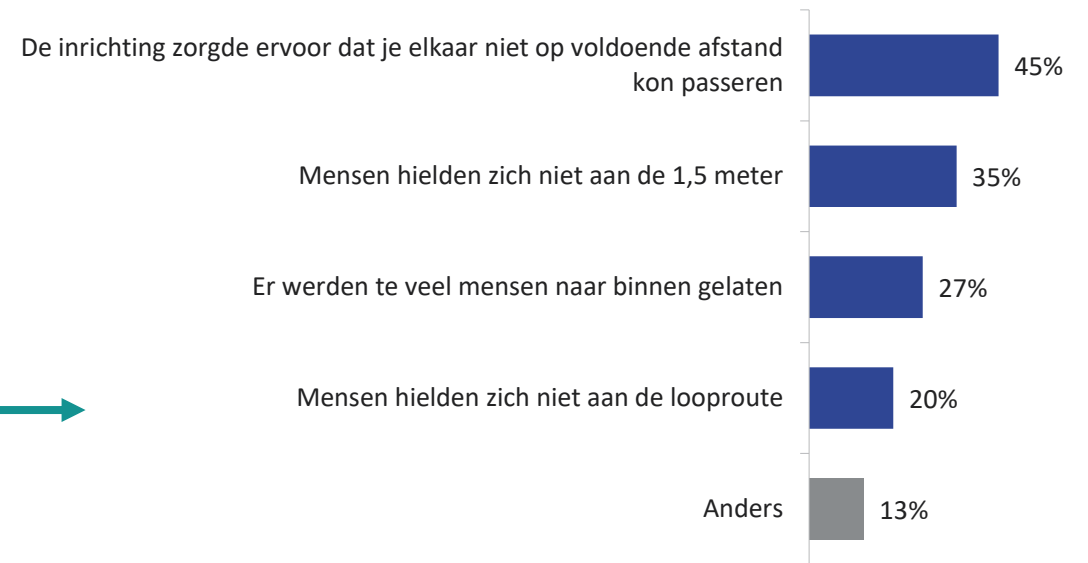 De inrichting zorgde ervoor dat je elkaar niet op voldoende afstand
kon passeren
45%
Mensen hielden zich niet aan de 1,5 meter
35%
Er werden te veel mensen naar binnen gelaten
27%
Mensen hielden zich niet aan de looproute
20%
Anders
13%